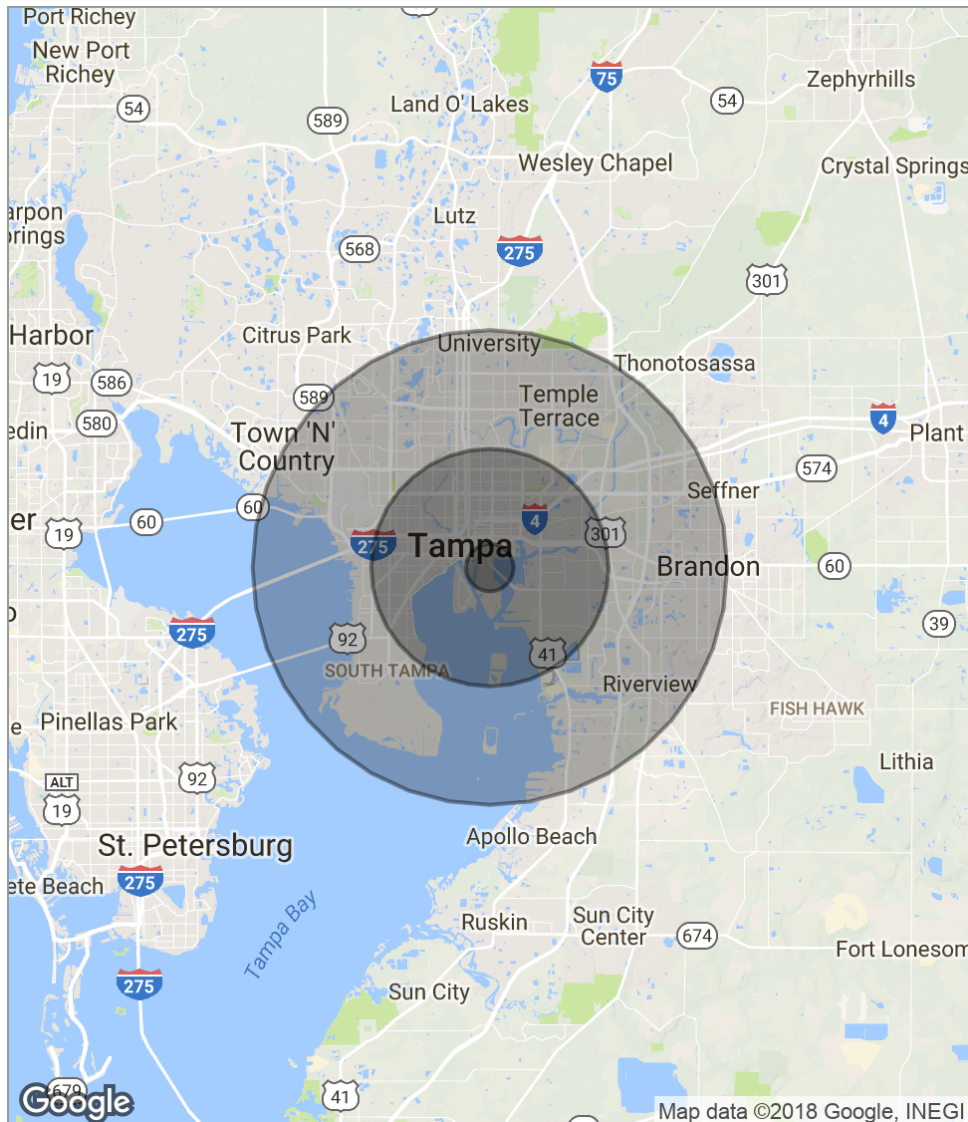 Port Richey
New Port
Richey
54
589
Land O' Lakes
75
54
Zephyrhills
Wesley Chapel
Crystal Springs
Lutz
arpon
prings
568
275
301
Harbor
Citrus Park
University
Thonotosassa
19
586
589
Temple
Terrace
580
edin
4
Plant
Town 'N'
Country
574
Seffner
er
19
60
60
275
Tampa
4
301
Brandon
60
275
92
41
39
SOUTH TAMPA
Riverview
FISH HAWK
Pinellas Park
e
Lithia
ALT
19
92
St. Petersburg
Apollo Beach
275
ete Beach
Tampa Bay
Ruskin
Sun City
Center
674
Fort Lonesom
275
Sun City
679
41
Google
Map data ©2018 Google, INEGI